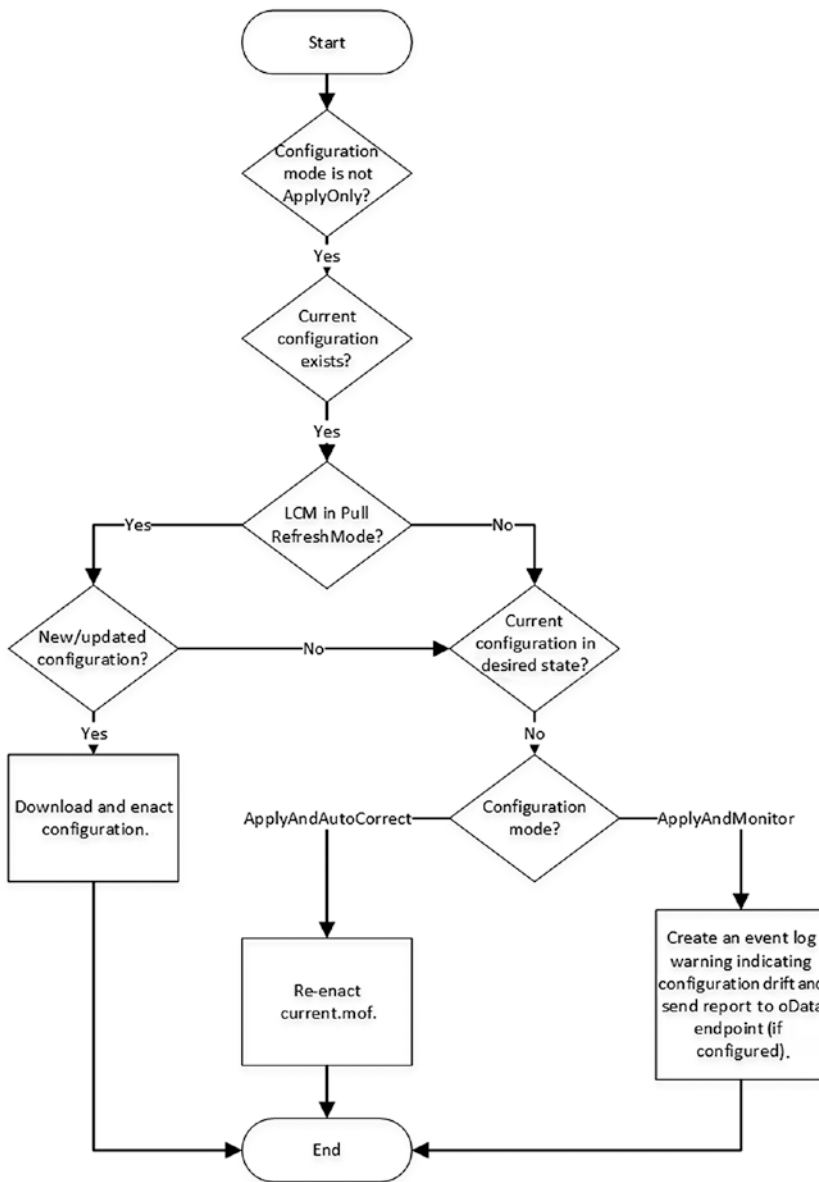 Start
Configuration
mode is not
ApplyOnly?
Yes
Current
configuration
exists?
Yes
LCM in Pull
RefreshMode?
Yes
No
New/updated
configuration?
No
Current
configuration in
desired state?
Yes
No
Download and enact
configuration.
ApplyAndAutoCorrect
Configuration
mode?
ApplyAndMonitor
Re-enact
current.mof.
Create an event log
warning indicating
configuration drift and
send report to oData
endpoint (if
configured).
End